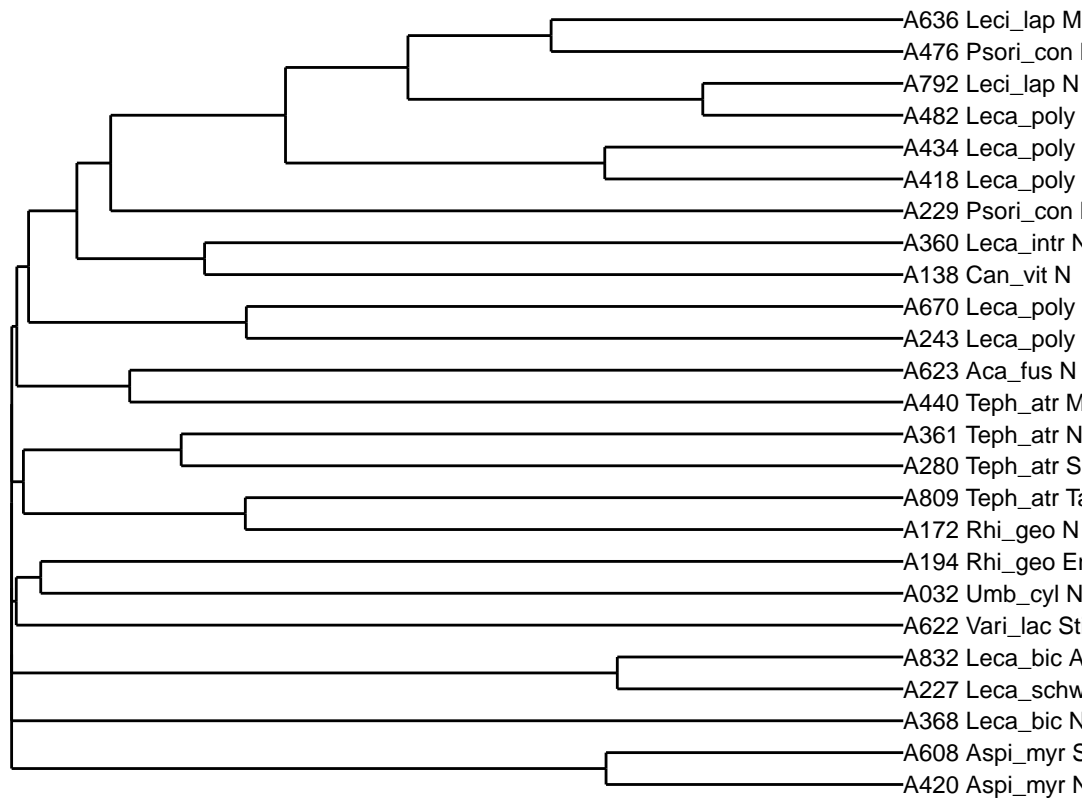 A636 Leci_lap M
A476 Psori_con
A792 Leci_lap N
A482 Leca_poly
A434 Leca_poly
A418 Leca_poly
A229 Psori_con
A360 Leca_intr N
A138 Can_vit N
A670 Leca_poly
A243 Leca_poly
A623 Aca_fus N
A440 Teph_atr M
A361 Teph_atr N
A280 Teph_atr S
A809 Teph_atr Ta
A172 Rhi_geo N
A194 Rhi_geo Er
A032 Umb_cyl N
A622 Vari_lac St
A832 Leca_bic A
A227 Leca_schw
A368 Leca_bic N
A608 Aspi_myr S
A420 Aspi_myr N